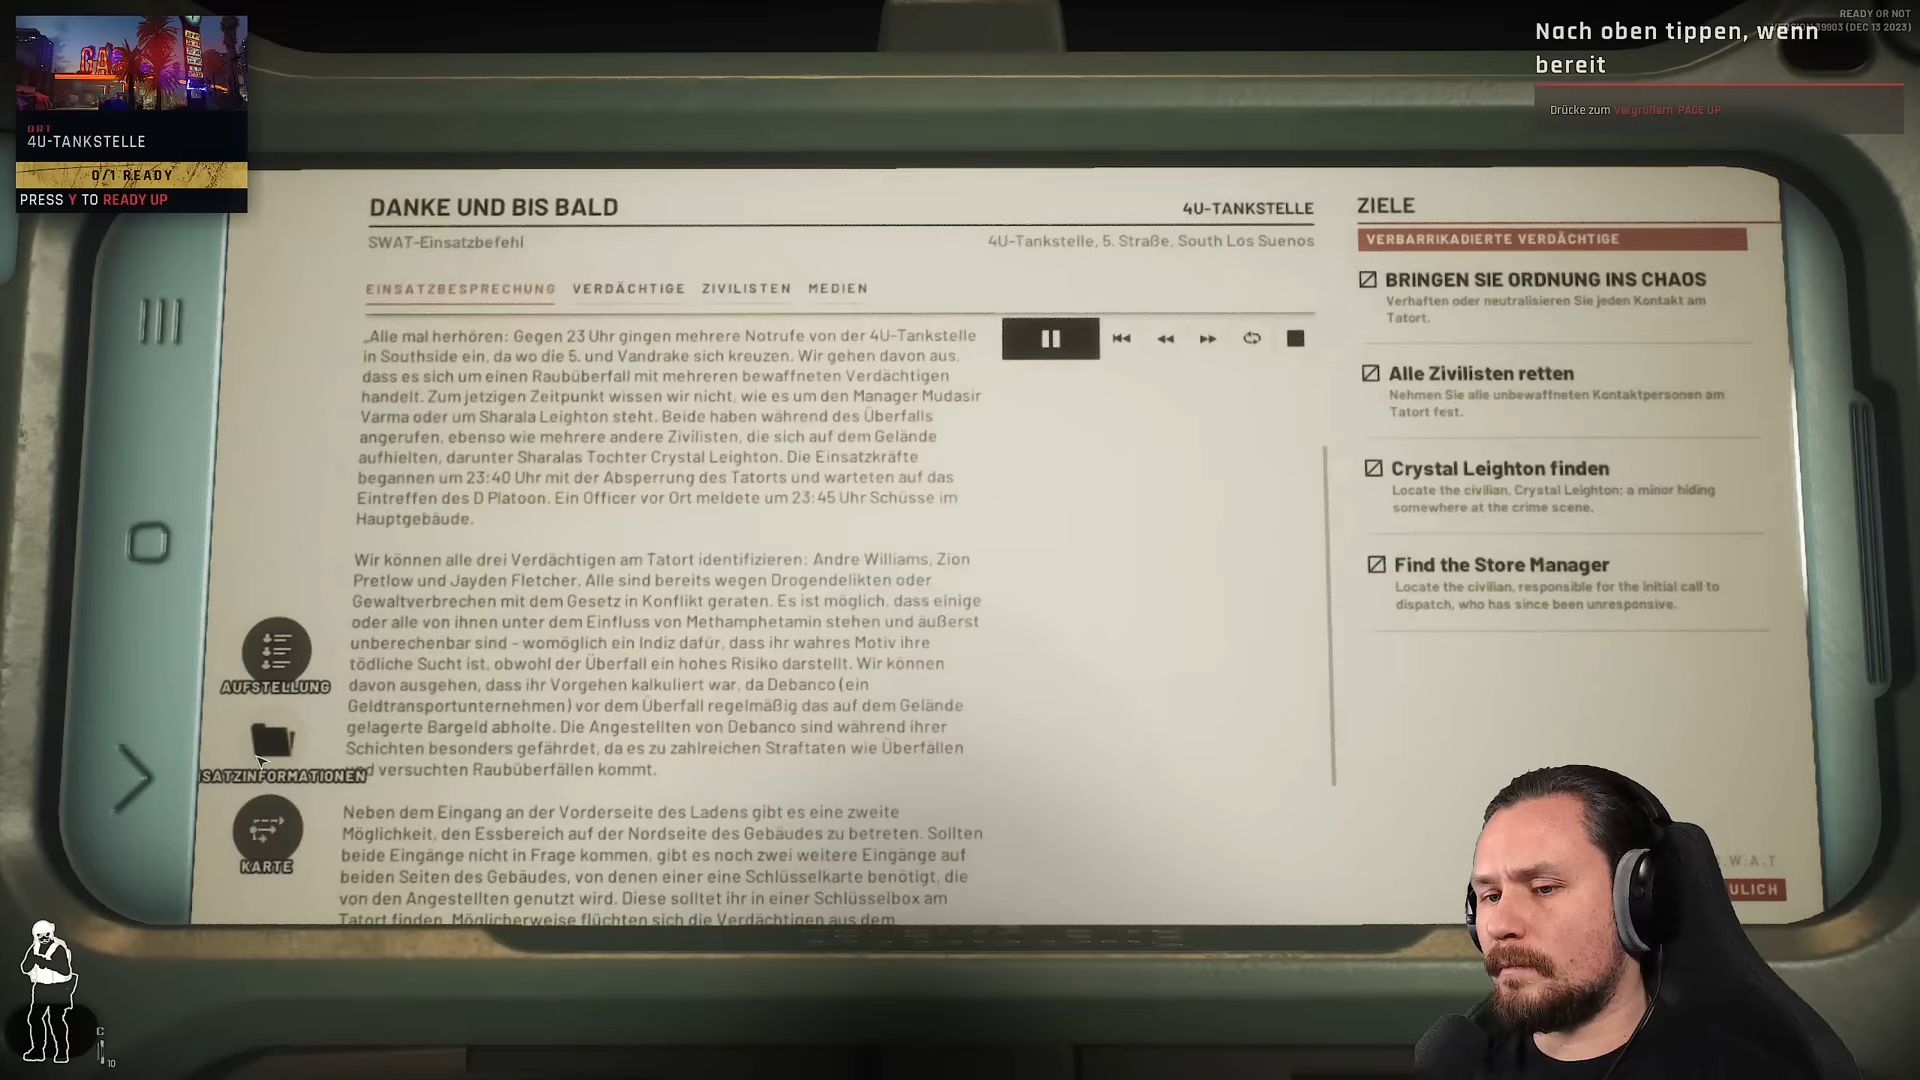 READY OR NOT
39903 (DEC 13 2023)
Nach oben tippen, wenn
bereit
Drücke zum Vergrößern PAGE UP
ORT
4U-TANKSTELLE
0/1 READY
PRESS Y TO READY UP
DANKE UND BIS BALD
4U-TANKSTELLE
SWAT-Einsatzbefehl
4U-Tankstelle, 5. Straße, South Los Suenos
EINSATZBESPRECHUNG VERDÄCHTIGE ZIVILISTEN MEDIEN
„Alle mal herhören: Gegen 23 Uhr gingen mehrere Notrufe von der 4U-Tankstelle
in Southside ein, da wo die 5. und Vandrake sich kreuzen. Wir gehen davon aus,
dass es sich um einen Raubüberfall mit mehreren bewaffneten Verdächtigen
handelt. Zum jetzigen Zeitpunkt wissen wir nicht, wie es um den Manager Mudasir
Varma oder um Sharala Leighton steht. Beide haben während des Überfalls
angerufen, ebenso wie mehrere andere Zivilisten, die sich auf dem Gelände
aufhielten, darunter Sharalas Tochter Crystal Leighton. Die Einsatzkräfte
begannen um 23:40 Uhr mit der Absperrung des Tatorts und warteten auf das
Eintreffen des D Platoon. Ein Officer vor Ort meldete um 23:45 Uhr Schüsse im
Hauptgebäude.
Wir können alle drei Verdächtigen am Tatort identifizieren: Andre Williams, Zion
Pretlow und Jayden Fletcher. Alle sind bereits wegen Drogendelikten oder
Gewaltverbrechen mit dem Gesetz in Konflikt geraten. Es ist möglich, dass einige
oder alle von ihnen unter dem Einfluss von Methamphetamin stehen und äußerst
unberechenbar sind – womöglich ein Indiz dafür, dass ihr wahres Motiv ihre
tödliche Sucht ist, obwohl der Überfall ein hohes Risiko darstellt. Wir können
davon ausgehen, dass ihr Vorgehen kalkuliert war, da Debanco (ein
Geldtransportunternehmen) vor dem Überfall regelmäßig das auf dem Gelände
gelagerte Bargeld abholte. Die Angestellten von Debanco sind während ihrer
Schichten besonders gefährdet, da es zu zahlreichen Straftaten wie Überfällen
und versuchten Raubüberfällen kommt.
Neben dem Eingang an der Vorderseite des Ladens gibt es eine zweite
Möglichkeit, den Essbereich auf der Nordseite des Gebäudes zu betreten. Sollten
beide Eingänge nicht in Frage kommen, gibt es noch zwei weitere Eingänge auf
beiden Seiten des Gebäudes, von denen einer eine Schlüsselkarte benötigt, die
von den Angestellten genutzt wird. Diese solltet ihr in einer Schlüsselbox am
Tatort finden. Möglicherweise flüchten sich die Verdächtigen aus dem
AUFSTELLUNG
SATZINFORMATIONEN
KARTE
ZIELE
VERBARRIKADIERTE VERDÄCHTIGE
BRINGEN SIE ORDNUNG INS CHAOS
Verhaften oder neutralisieren Sie jeden Kontakt am
Tatort.
Alle Zivilisten retten
Nehmen Sie alle unbewaffneten Kontaktpersonen am
Tatort fest.
Crystal Leighton finden
Locate the civilian, Crystal Leighton; a minor hiding
somewhere at the crime scene.
Find the Store Manager
Locate the civilian, responsible for the initial call to
dispatch, who has since been unresponsive.
.W.A.T.
ULICH
10